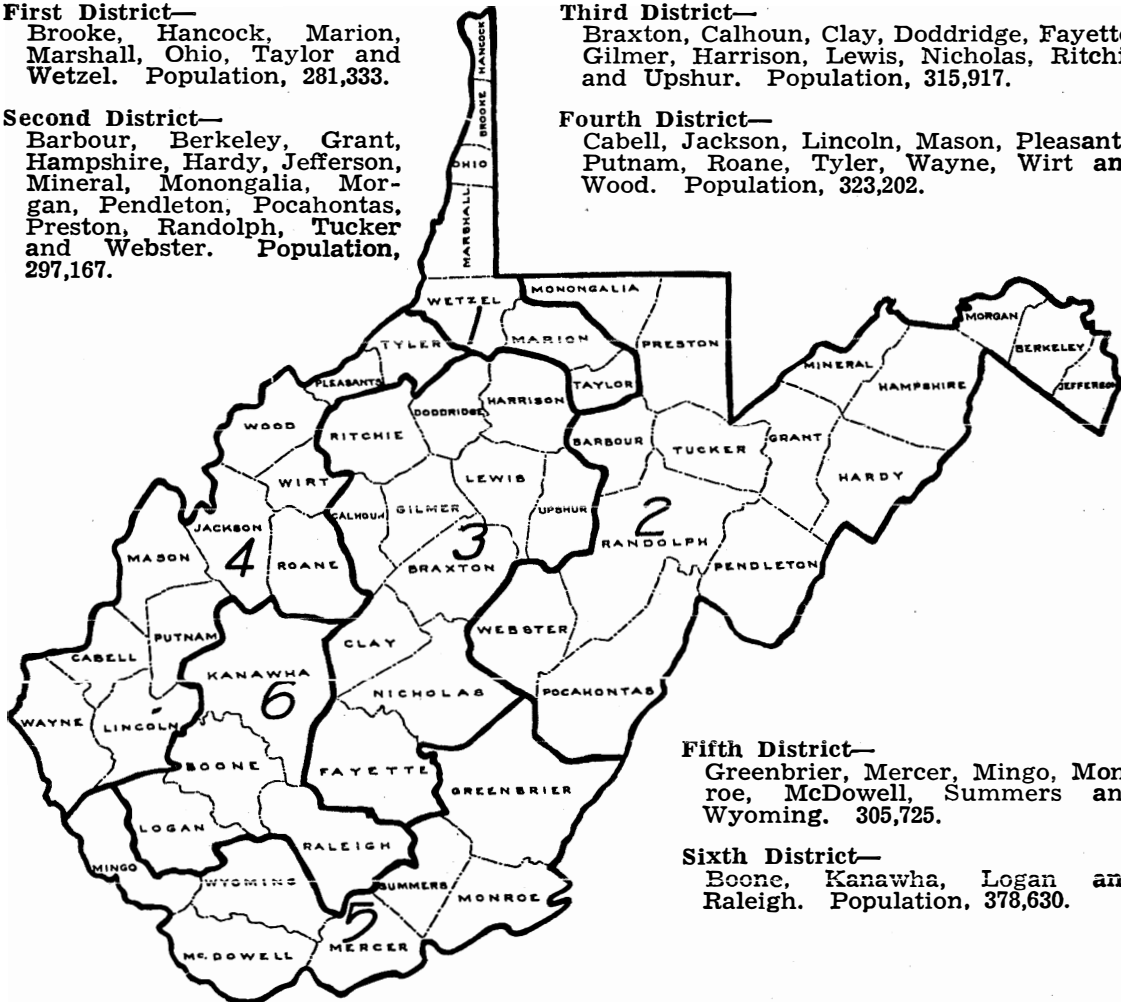 First District—
Brooke, Hancock, Marion,
Marshall, Ohio, Taylor and
Wetzel. Population, 281,333.
Second District—
Barbour, Berkeley, Grant,
Hampshire, Hardy, Jefferson,
Mineral, Monongalia, Mor-
gan, Pendleton, Pocahontas,
Preston, Randolph, Tucker
and Webster. Population,
297,167.
Third District—
Braxton, Calhoun, Clay, Doddridge, Fayett
Gilmer, Harrison, Lewis, Nicholas, Ritchi
and Upshur. Population, 315,917.
Fourth District—
Cabell, Jackson, Lincoln, Mason, Pleasant
Putnam, Roane, Tyler, Wayne, Wirt an
Wood. Population, 323,202.
HANCOCK
BROOKE
OHIO
MARSHALL
WETZEL
1
MONONGALIA
TYLER
MARION
PRESTON
MORGAN
BERKELEY
JEFFERSON
PLEASANTS
TAYLOR
MINERAL
HAMPSHIRE
DODDRIDGE
HARRISON
WOOD
RITCHIE
BARBOUR
TUCKER
GRANT
HARDY
WIRT
LEWIS
CALHOUN
GILMER
UPSHUR
2
RANDOLPH
JACKSON
4
MASON
ROANE
3
BRAXTON
PENDLETON
PUTNAM
CLAY
WEBSTER
CABELL
KANAWHA
6
NICHOLAS
POCAHONTAS
WAYNE
LINCOLN
BOONE
FAYETTE
GREENBRIER
LOGAN
RALEIGH
MINGO
WYOMING
SUMMERS
MONROE
5
MERCER
McDOWELL
Fifth District—
Greenbrier, Mercer, Mingo, Mon
roe, McDowell, Summers an
Wyoming. 305,725.
Sixth District—
Boone, Kanawha, Logan an
Raleigh. Population, 378,630.